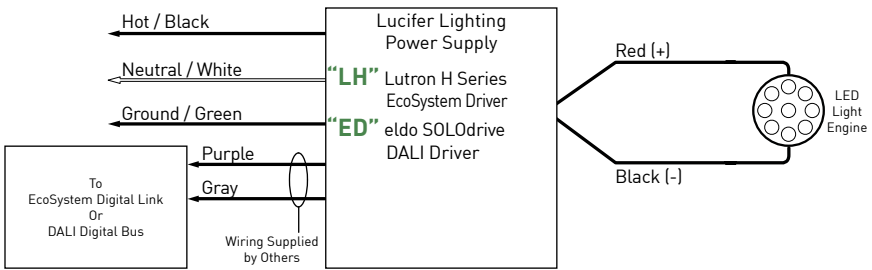 Hot / Black
Neutral / White
Ground / Green
Purple
Gray
To
EcoSystem Digital Link
Or
DALI Digital Bus
Wiring Supplied
by Others
Lucifer Lighting
Power Supply
“LH” Lutron H Series
EcoSystem Driver
“ED” eldo SOLOdrive
DALI Driver
Red (+)
Black (-)
LED
Light
Engine